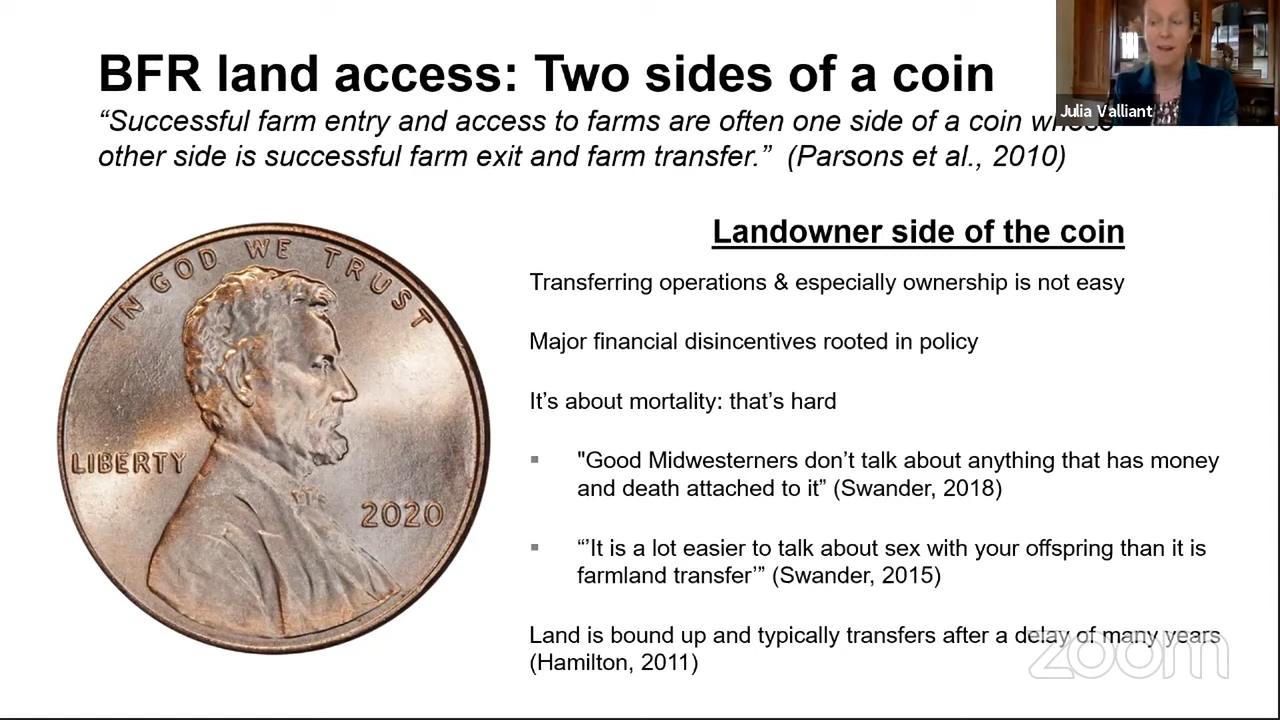 BFR land access: Two sides of a coin
Julia Valliant
“Successful farm entry and access to farms are often one side of a coin whose
other side is successful farm exit and farm transfer.” (Parsons et al., 2010)
Landowner side of the coin
Transferring operations & especially ownership is not easy
Major financial disincentives rooted in policy
It’s about mortality: that’s hard
▪ "Good Midwesterners don’t talk about anything that has money
and death attached to it” (Swander, 2018)
▪ “’It is a lot easier to talk about sex with your offspring than it is
farmland transfer’” (Swander, 2015)
Land is bound up and typically transfers after a delay of many years
(Hamilton, 2011)
IN GOD WE TRUST
LIBERTY
2020
zoom